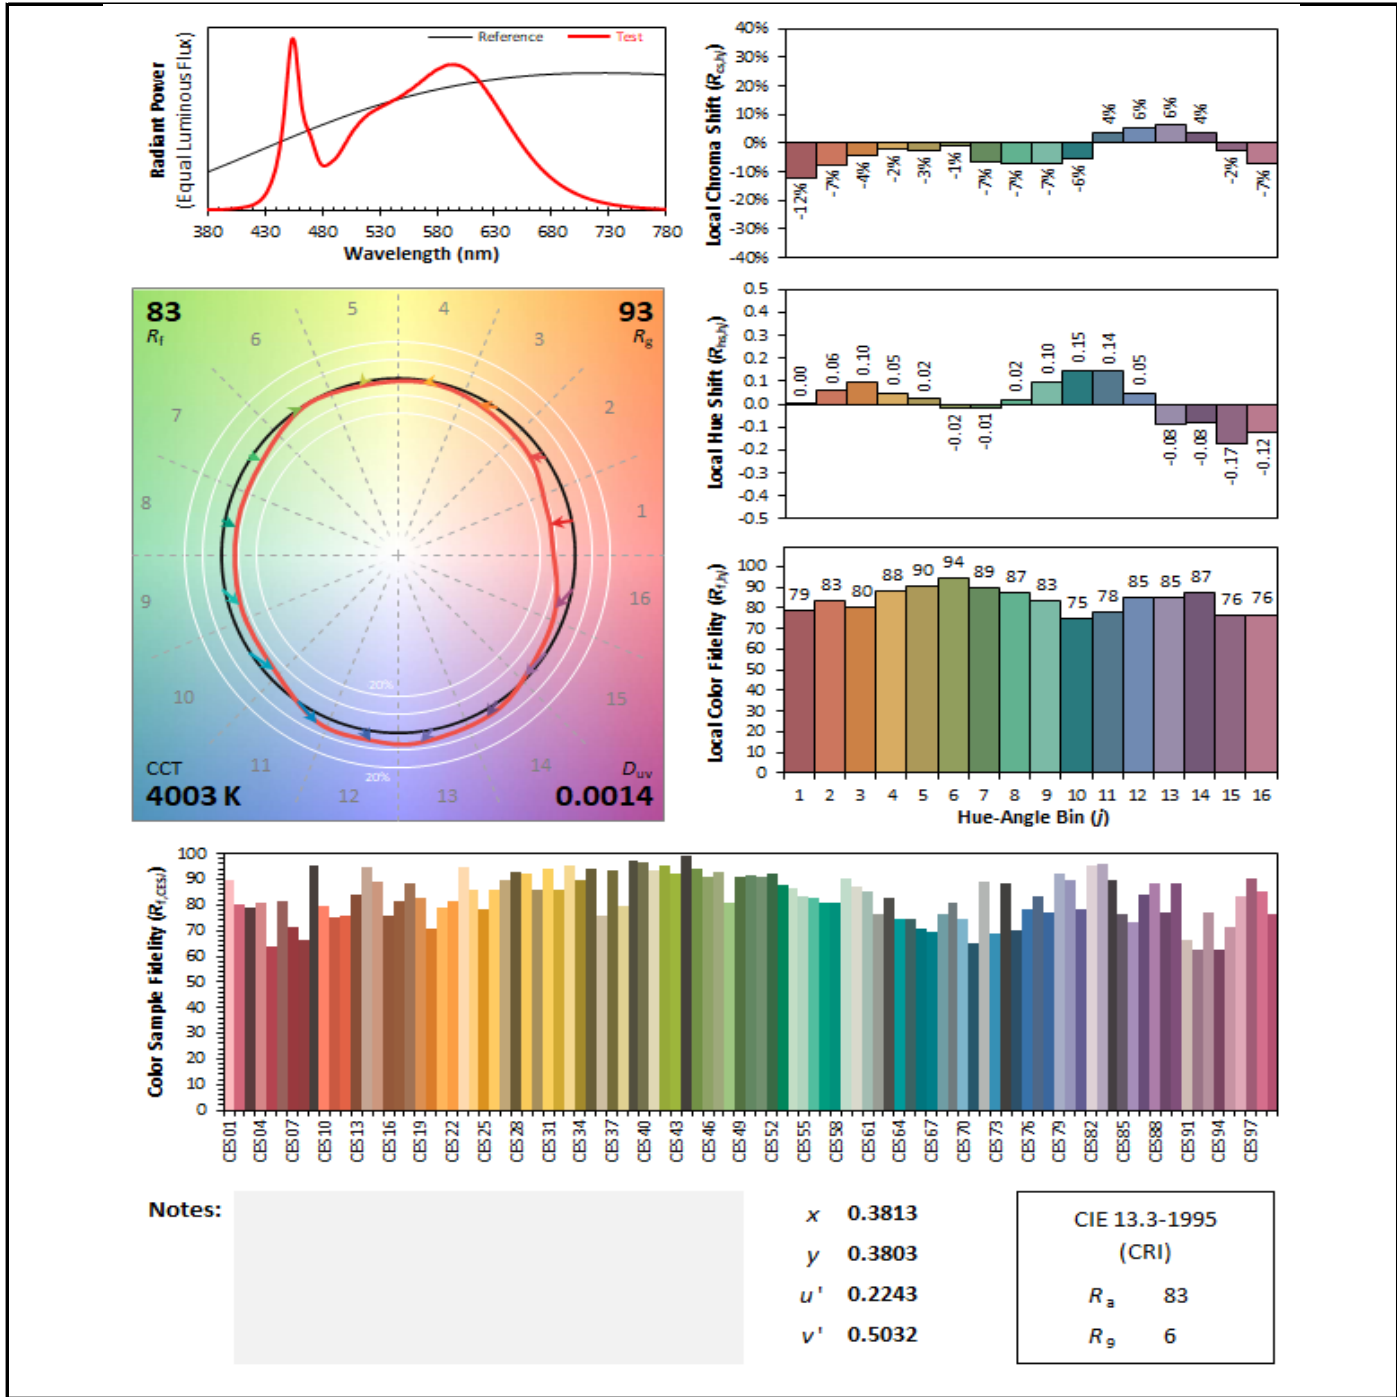 Radiant Power
(Equal Luminous Flux)
Reference
Test
380 430 480 530 580 630 680 730 780
Wavelength (nm)
Local Chroma Shift (Rcs,hj)
40%
30%
20%
10%
0%
-10%
-20%
-30%
-40%
-12% -7% -4% -2% -3% -1% -7% -7% -7% -6% 4% 6% 6% 4% -2% -7%
83
Rf
93
Rg
5 4
6 3
7 2
8 1
9 16
10 15
11 14
12 13
20%
20%
CCT
4003 K
Duv
0.0014
Local Hue Shift (Rhs,hj)
0.5
0.4
0.3
0.2
0.1
0.0
-0.1
-0.2
-0.3
-0.4
-0.5
0.00 0.06 0.10 0.05 0.02 -0.02 -0.01 0.02 0.10 0.15 0.14 0.05 -0.08 -0.08 -0.17 -0.12
Local Color Fidelity (Rf,hj)
100
90
80
70
60
50
40
30
20
10
0
79 83 80 88 90 94 89 87 83 75 78 85 85 87 76 76
1 2 3 4 5 6 7 8 9 10 11 12 13 14 15 16
Hue-Angle Bin (j)
Color Sample Fidelity (Rf,CESi)
100
90
80
70
60
50
40
30
20
10
0
CES01 CES04 CES07 CES10 CES13 CES16 CES19 CES22 CES25 CES28 CES31 CES34 CES37 CES40 CES43 CES46 CES49 CES52 CES55 CES58 CES61 CES64 CES67 CES70 CES73 CES76 CES79 CES82 CES85 CES88 CES91 CES94 CES97
Notes:
x 0.3813
y 0.3803
u' 0.2243
v' 0.5032
CIE 13.3-1995
(CRI)
Ra 83
R9 6